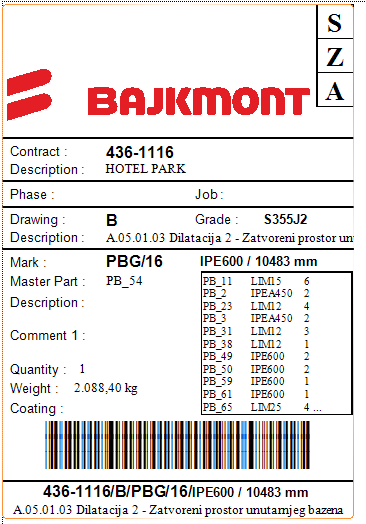 S
Z
A
BAJKMONT
Contract : 436-1116
Description : HOTEL PARK
Phase : Job :
Drawing : B Grade : S355J2
Description : A.05.01.03 Dilatacija 2 - Zatvoreni prostor unu
Mark : PBG/16 IPE600 / 10483 mm
Master Part : PB_54
Description :
Comment 1 :
Quantity : 1
Weight : 2.088,40 kg
Coating :
PB_11 LIM15 6
PB_2 IPEA450 2
PB_23 LIM12 4
PB_3 IPEA450 2
PB_31 LIM12 3
PB_38 LIM12 1
PB_49 IPE600 2
PB_50 IPE600 2
PB_59 IPE600 1
PB_61 IPE600 1
PB_65 LIM25 4 ...
436-1116/B/PBG/16/IPE600 / 10483 mm
A.05.01.03 Dilatacija 2 - Zatvoreni prostor unutarnjeg bazena